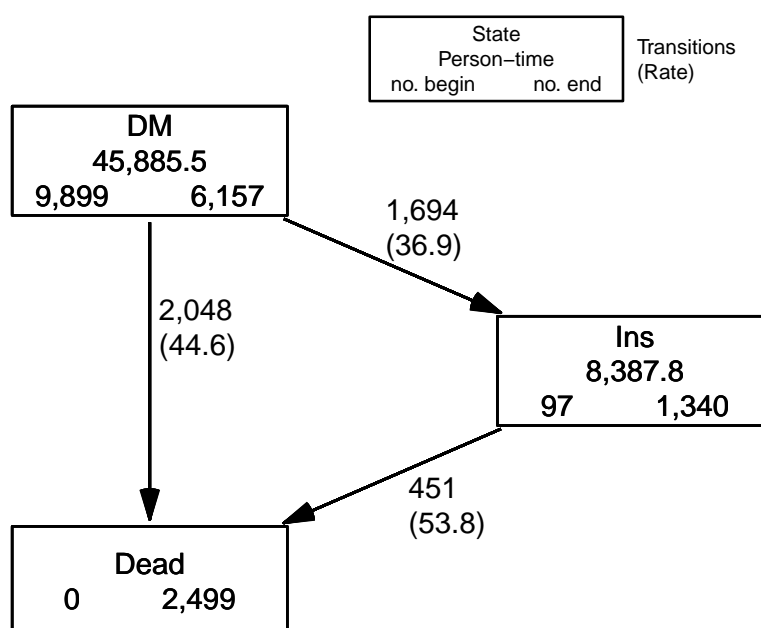 State
Person−time
no. begin no. end
Transitions
(Rate)
DM
45,885.5
9,899 6,157
1,694
(36.9)
2,048
(44.6)
Ins
8,387.8
97 1,340
451
(53.8)
Dead
0 2,499